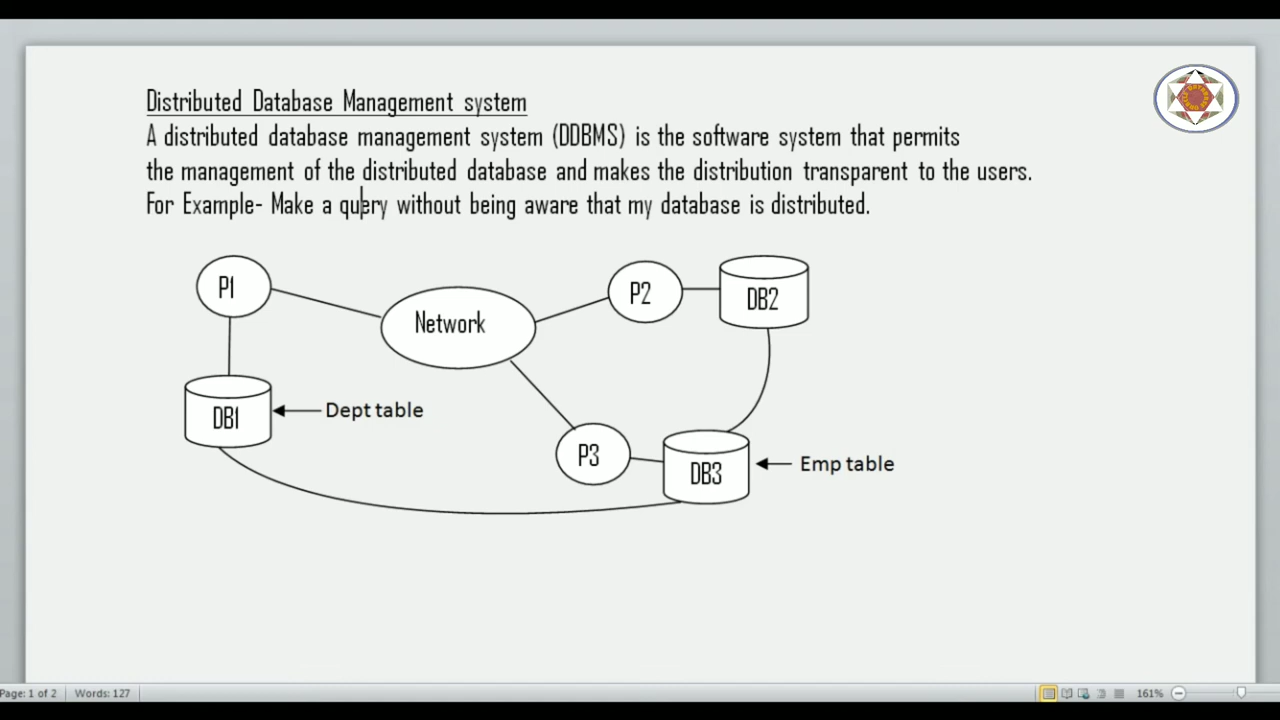 Distributed Database Management system
A distributed database management system (DDBMS) is the software system that permits
the management of the distributed database and makes the distribution transparent to the users.
For Example- Make a query without being aware that my database is distributed.
P1
Network
P2
DB2
DB1
Dept table
P3
DB3
Emp table
Page: 1 of 2
Words: 127
161%